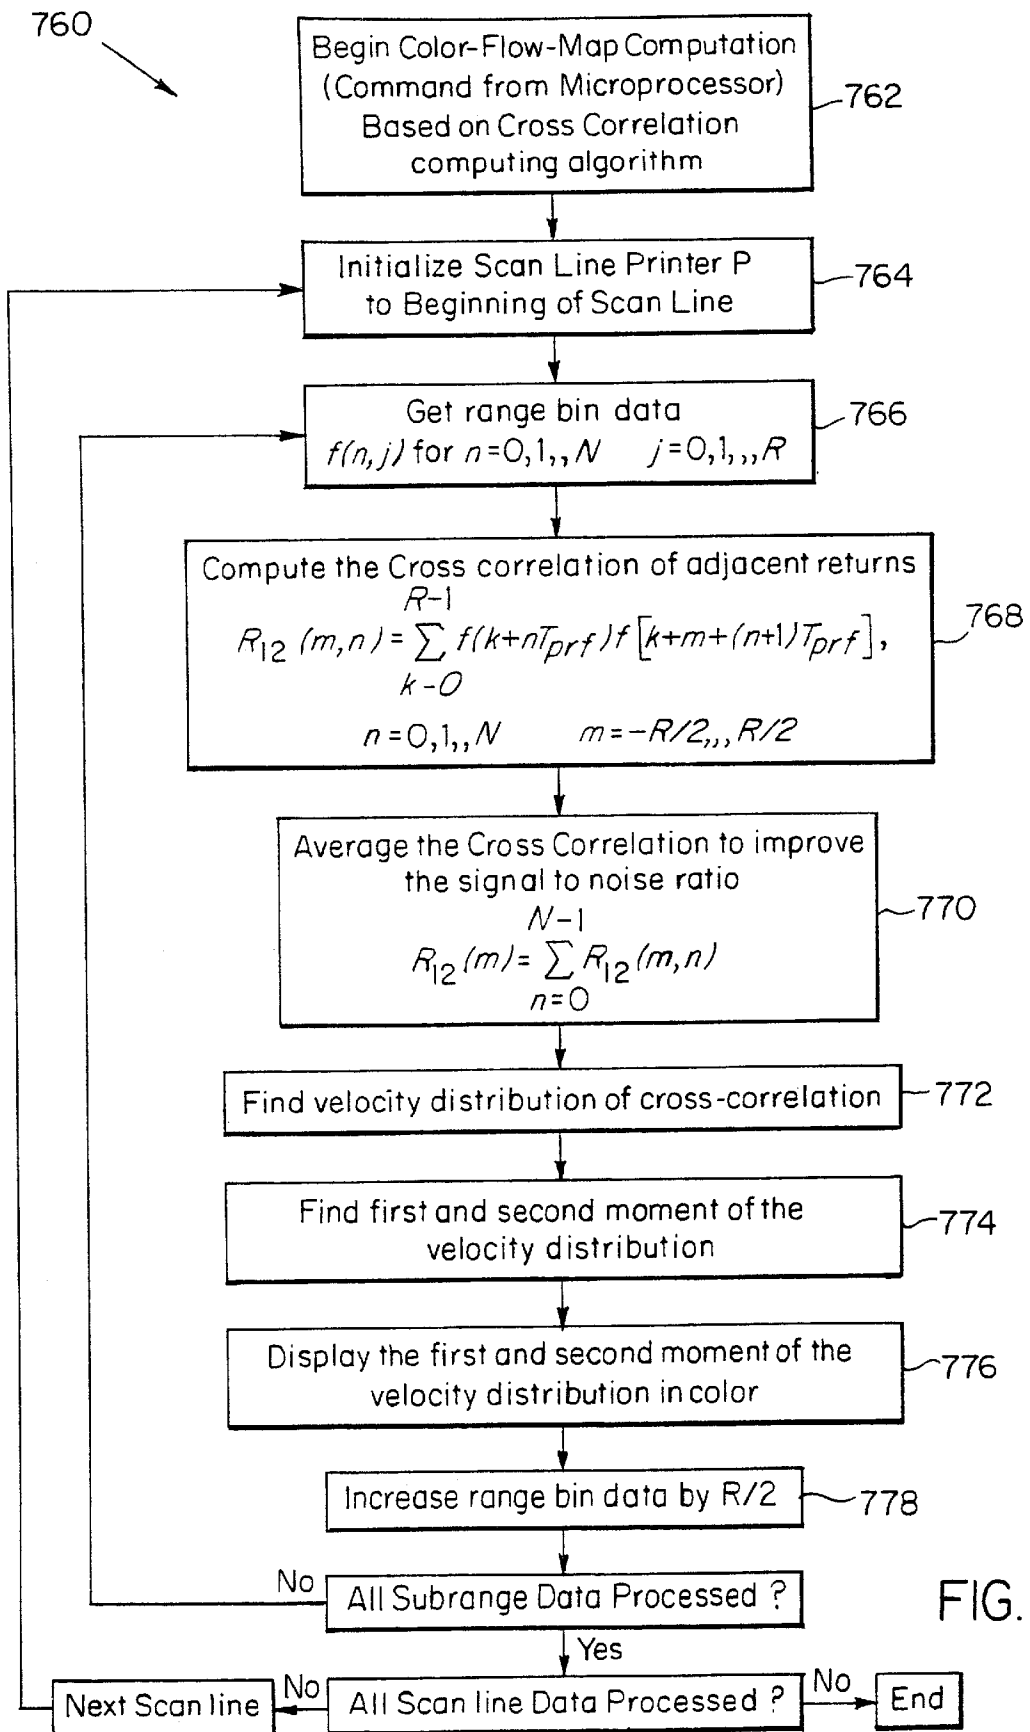 760
Begin Color-Flow-Map Computation
(Command from Microprocessor)
Based on Cross Correlation
computing algorithm
762
Initialize Scan Line Printer P
to Beginning of Scan Line
764
Get range bin data
f(n,j) for n=0,1,,N j=0,1,,,R
766
Compute the Cross correlation of adjacent returns
R-1
R12 (m,n) = ∑ f(k+nTprf)f [k+m+(n+1)Tprf],
k-0
n=0,1,,N m=-R/2,,,R/2
768
Average the Cross Correlation to improve
the signal to noise ratio
N-1
R12 (m) = ∑ R12 (m,n)
n=0
770
Find velocity distribution of cross-correlation
772
Find first and second moment of the
velocity distribution
774
Display the first and second moment of the
velocity distribution in color
776
Increase range bin data by R/2
778
No
All Subrange Data Processed ?
FIG.
Yes
Next Scan line
No
All Scan line Data Processed ?
No
End